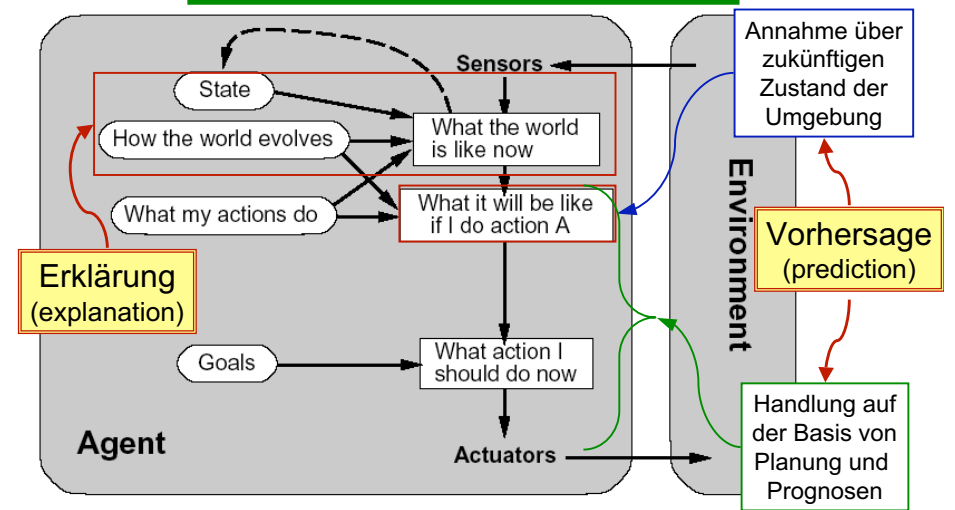 Sensors
State
How the world evolves
What the world
is like now
What my actions do
What it will be like
if I do action A
Erklärung
(explanation)
Goals
What action I
should do now
Agent
Actuators
Environment
Annahme über
zukünftigen
Zustand der
Umgebung
Vorhersage
(prediction)
Handlung auf
der Basis von
Planung und
Prognosen